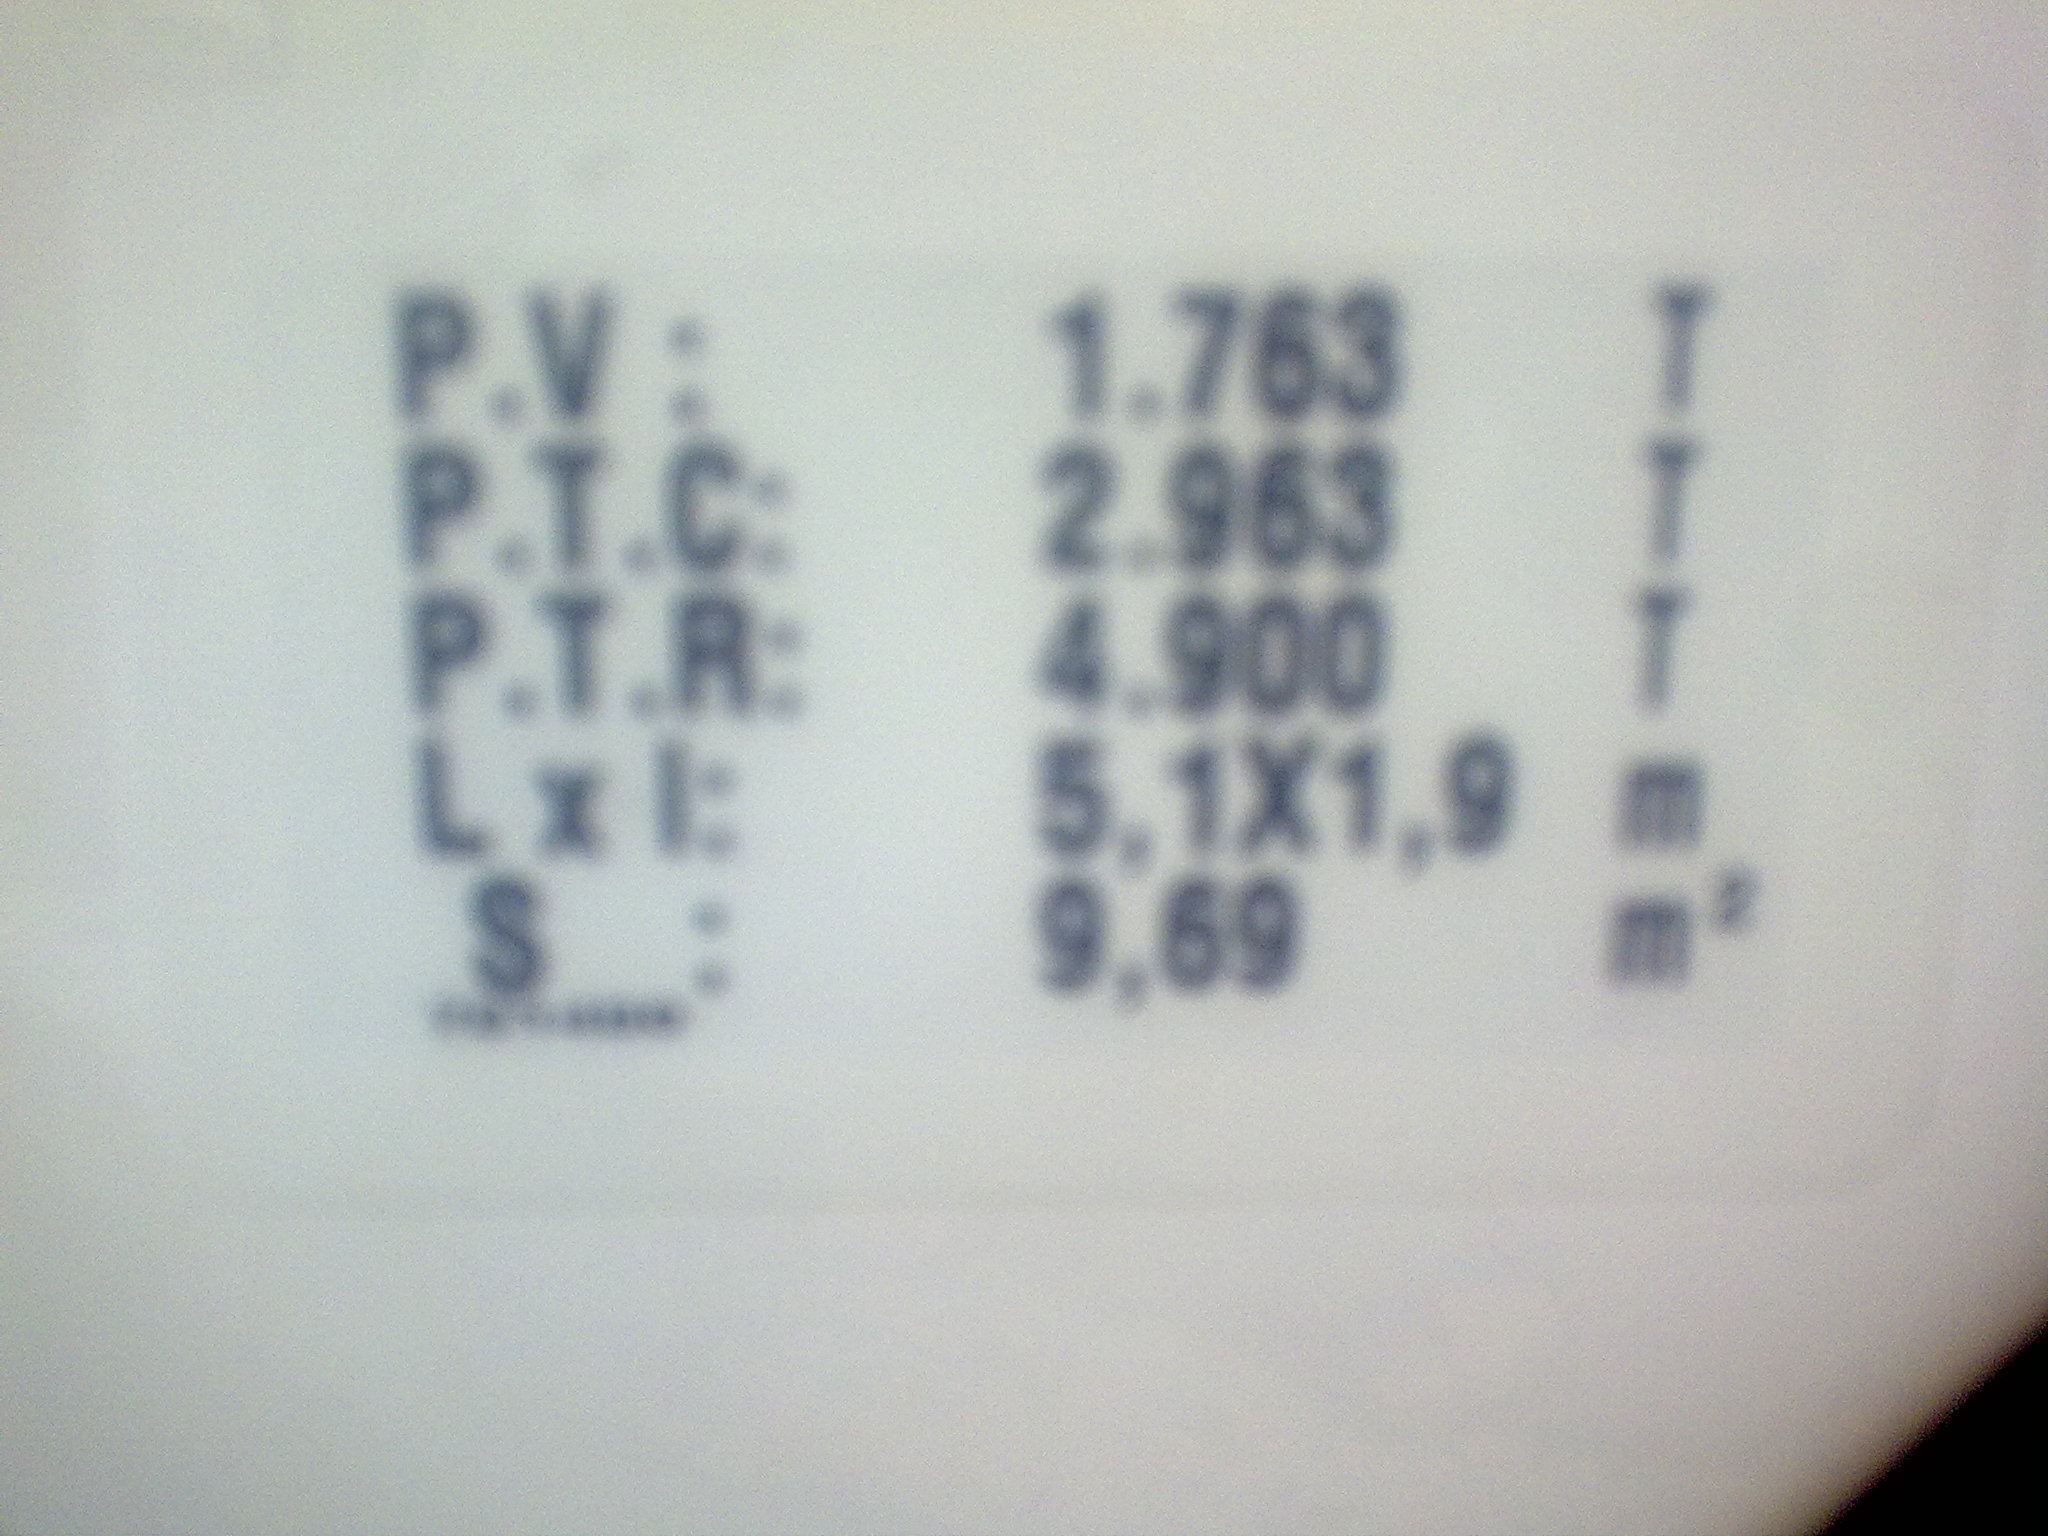 P.V : 1.763 T
P.T.C: 2.963 T
P.T.R: 4.900 T
L x l: 5,1X1,9 m
S : 9,69 m²